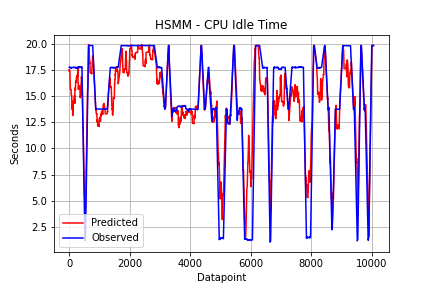 HSMM - CPU Idle Time
20.0
17.5
15.0
12.5
10.0
7.5
5.0
2.5
Seconds
Predicted
Observed
0 2000 4000 6000 8000 10000
Datapoint